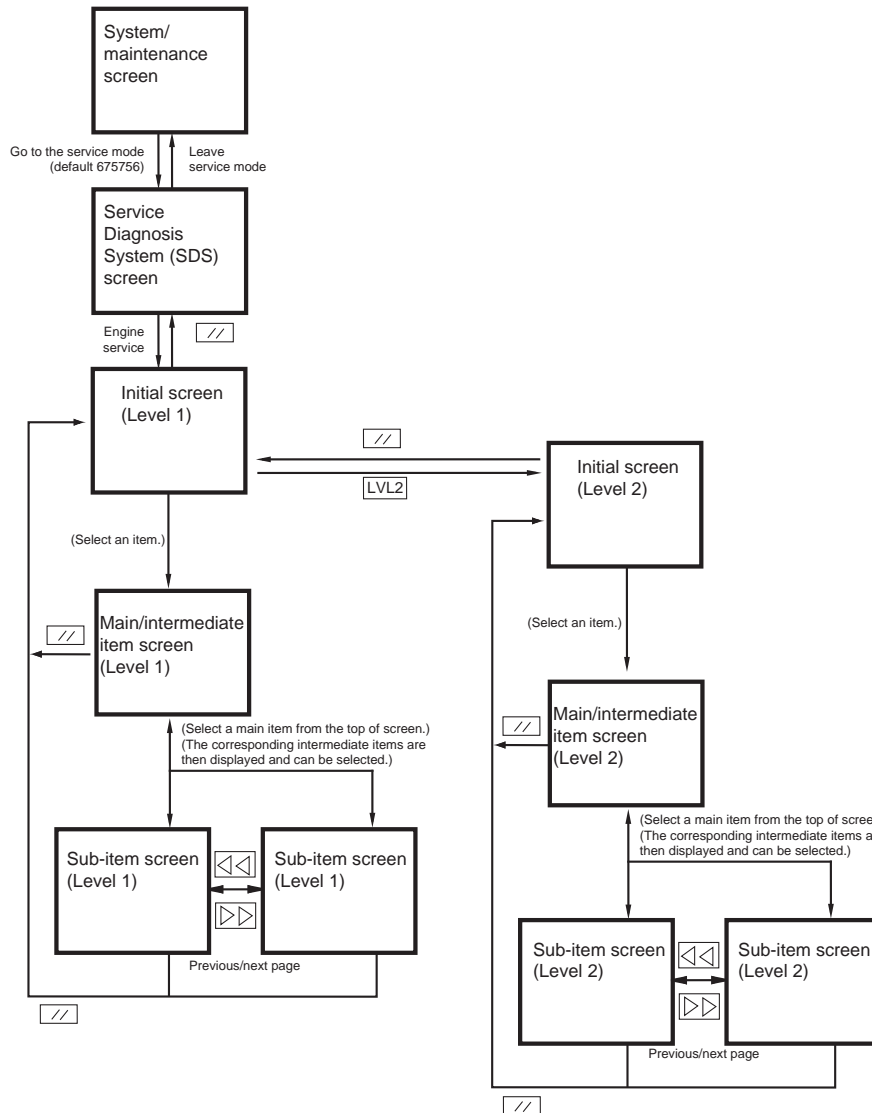 System/
maintenance
screen
Go to the service mode
(default 675756)
Leave
service mode
Service
Diagnosis
System (SDS)
screen
Engine
service
//
Initial screen
(Level 1)
//
LVL2
Initial screen
(Level 2)
(Select an item.)
Main/intermediate
item screen
(Level 1)
//
(Select a main item from the top of screen.)
(The corresponding intermediate items are
then displayed and can be selected.)
Sub-item screen
(Level 1)
Sub-item screen
(Level 1)
Previous/next page
//
(Select an item.)
Main/intermediate
item screen
(Level 2)
//
(Select a main item from the top of scree
(The corresponding intermediate items a
then displayed and can be selected.)
Sub-item screen
(Level 2)
Sub-item screen
(Level 2)
Previous/next page
//